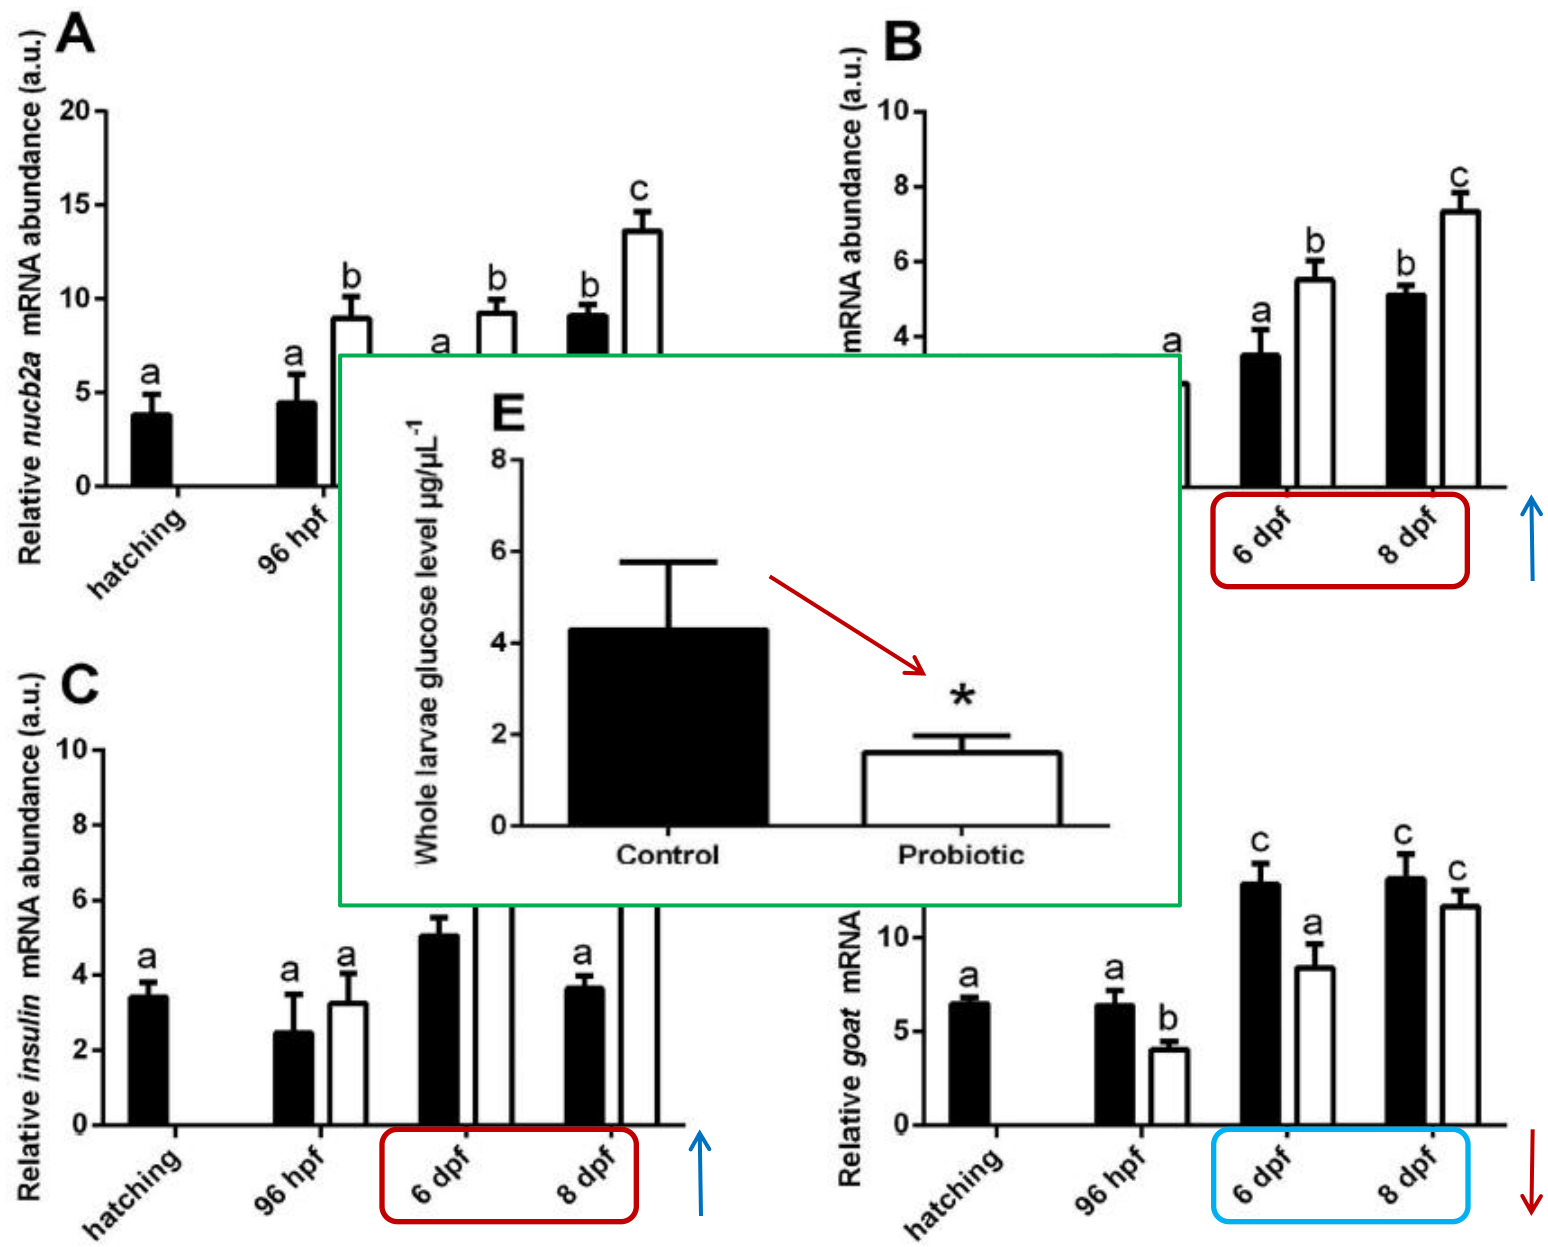 A
Relative nucb2a mRNA abundance (a.u.)
20
15
10
5
0
a
a
b
a
b
b
c
hatching
96 hpf
B
mRNA abundance (a.u.)
10
8
6
4
a
a
b
b
c
6 dpf
8 dpf
E
Whole larvae glucose level µg/µL-1
8
6
4
2
0
*
Control
Probiotic
C
Relative insulin mRNA abundance (a.u.)
10
8
6
4
2
0
a
a
a
a
hatching
96 hpf
6 dpf
8 dpf
Relative goat mRNA
10
5
0
a
a
b
c
a
c
c
hatching
96 hpf
6 dpf
8 dpf